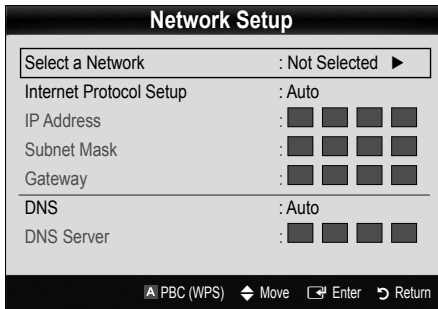 Network Setup
Select a Network : Not Selected ▶
Internet Protocol Setup : Auto
IP Address :
Subnet Mask :
Gateway :
DNS : Auto
DNS Server :
A PBC (WPS) Move Enter Return